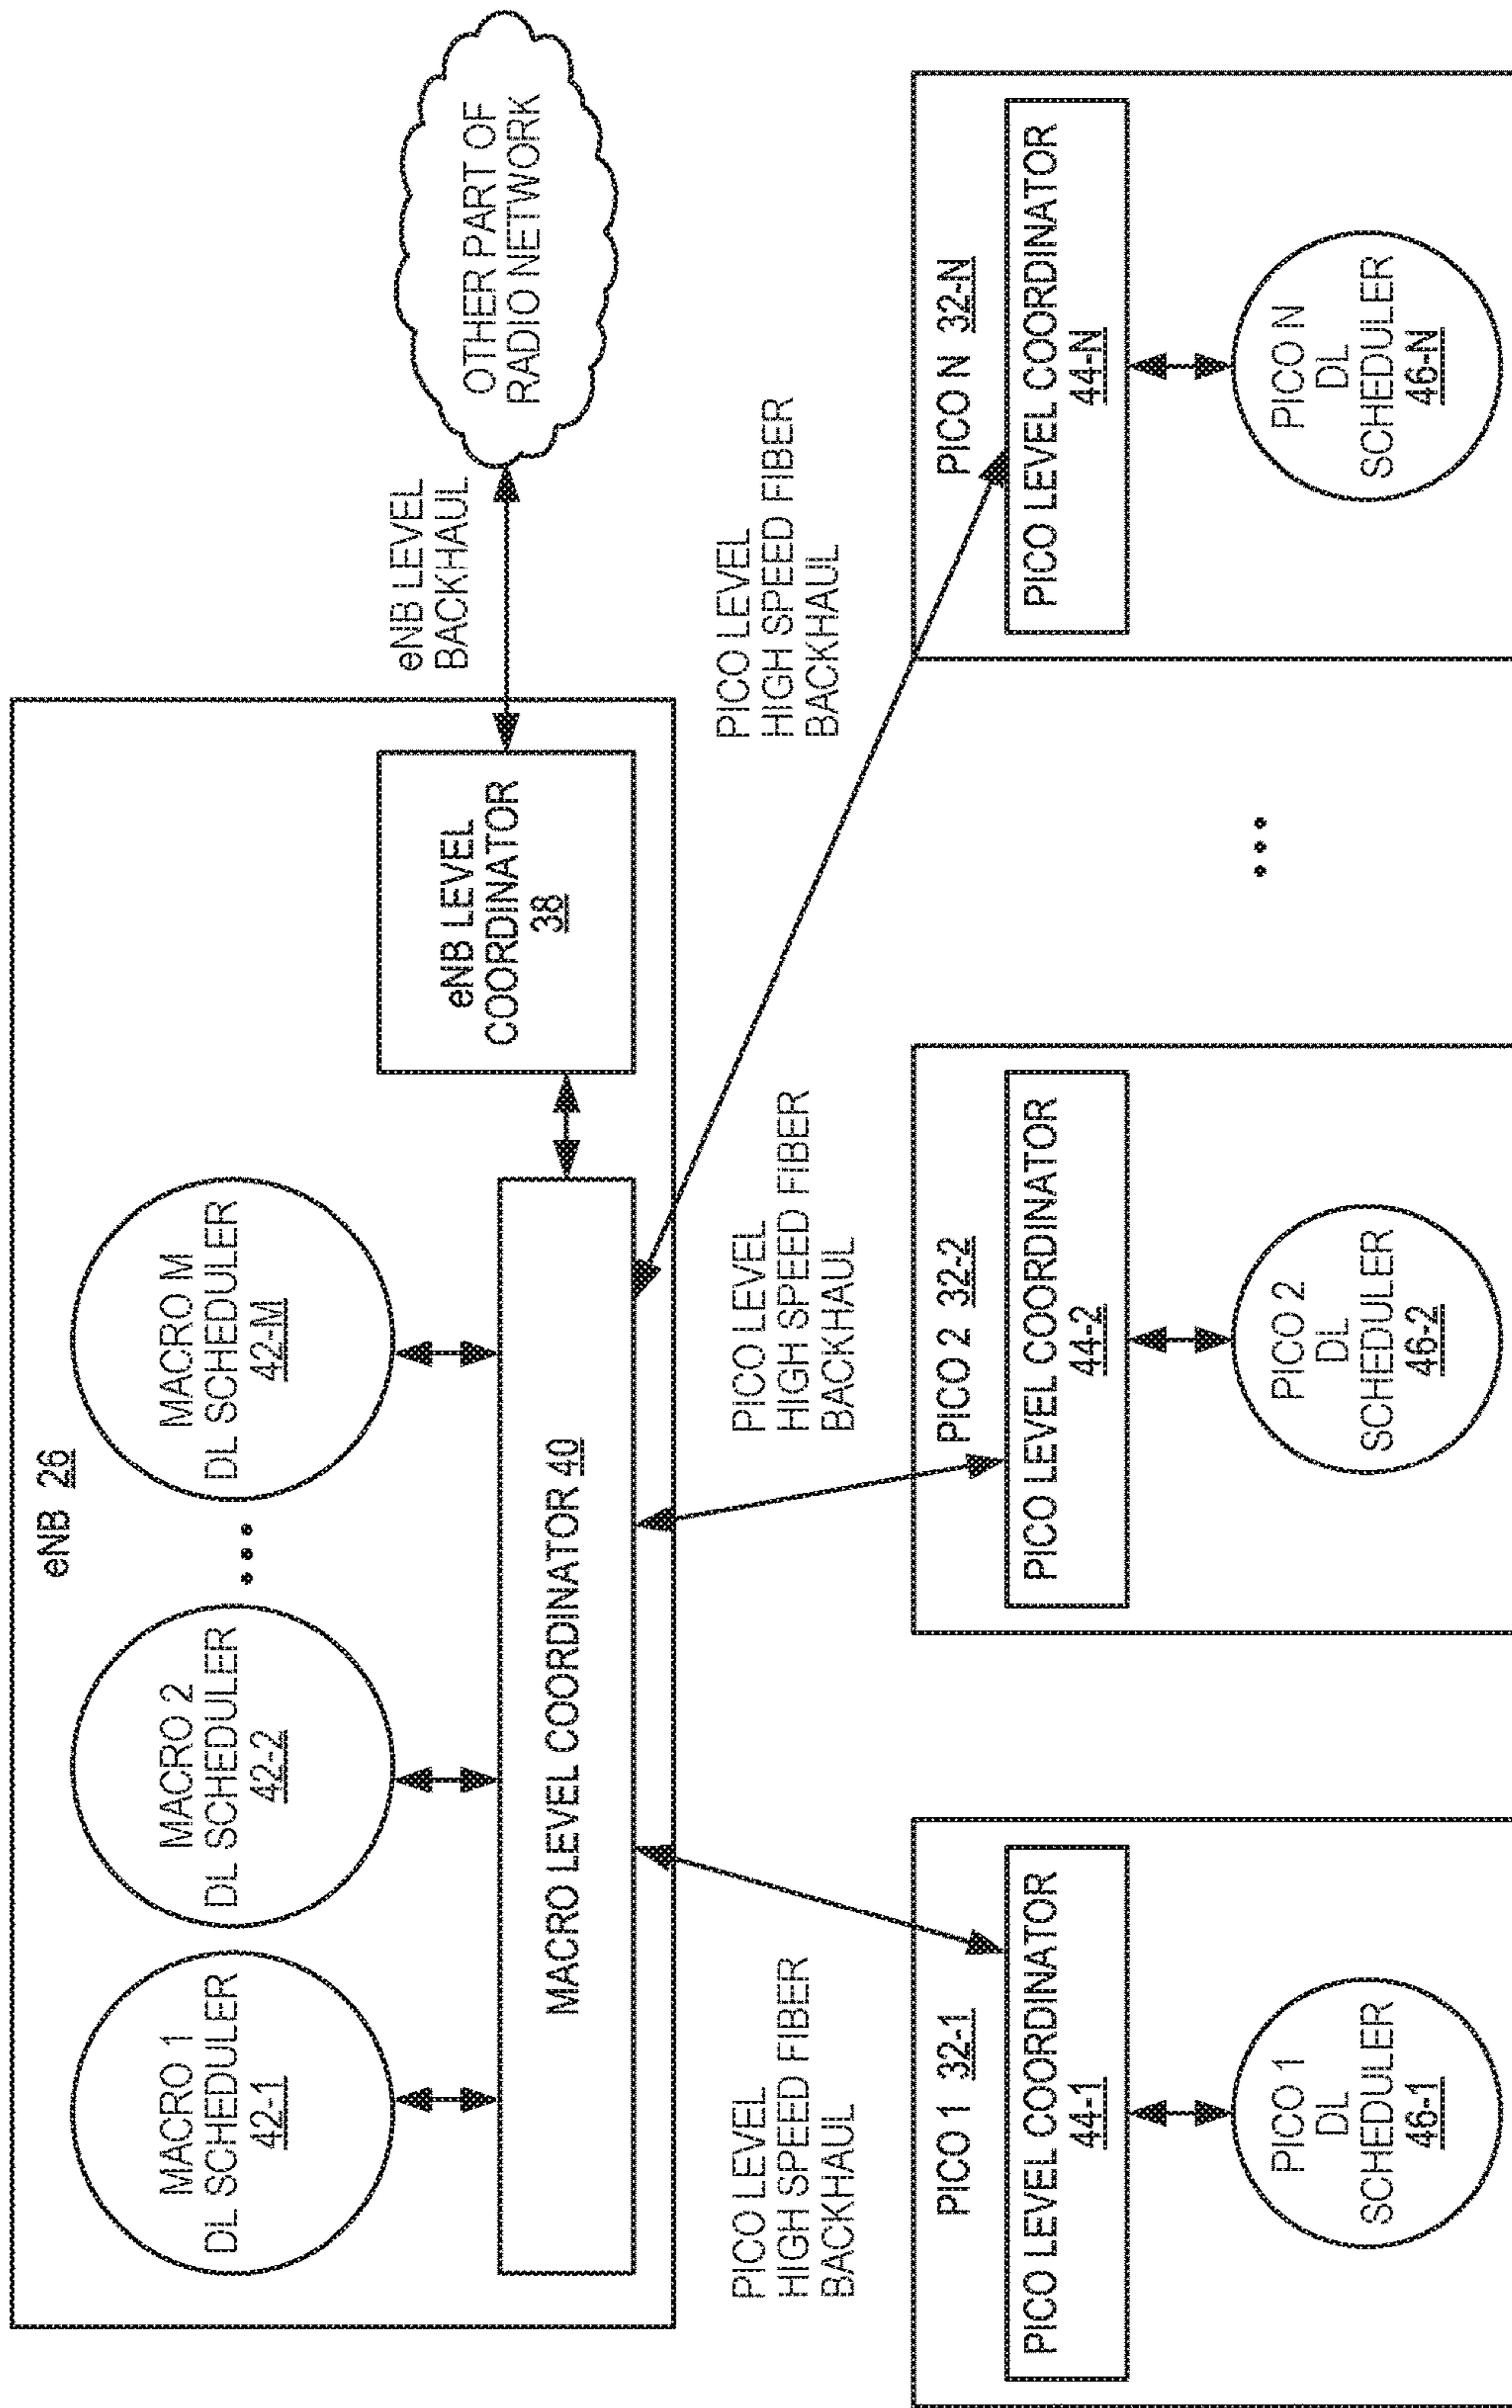 eNB 26
MACRO 1
DL SCHEDULER
42-1
MACRO 2
DL SCHEDULER
42-2
MACRO M
DL SCHEDULER
42-M
MACRO LEVEL COORDINATOR 40
eNB LEVEL
COORDINATOR
38
eNB LEVEL
BACKHAUL
OTHER PART OF
RADIO NETWORK
PICO LEVEL
HIGH SPEED FIBER
BACKHAUL
PICO LEVEL
HIGH SPEED FIBER
BACKHAUL
PICO LEVEL
HIGH SPEED FIBER
BACKHAUL
PICO 1 32-1
PICO LEVEL COORDINATOR
44-1
PICO 1
DL
SCHEDULER
46-1
PICO 2 32-2
PICO LEVEL COORDINATOR
44-2
PICO 2
DL
SCHEDULER
46-2
PICO N 32-N
PICO LEVEL COORDINATOR
44-N
PICO N
DL
SCHEDULER
46-N